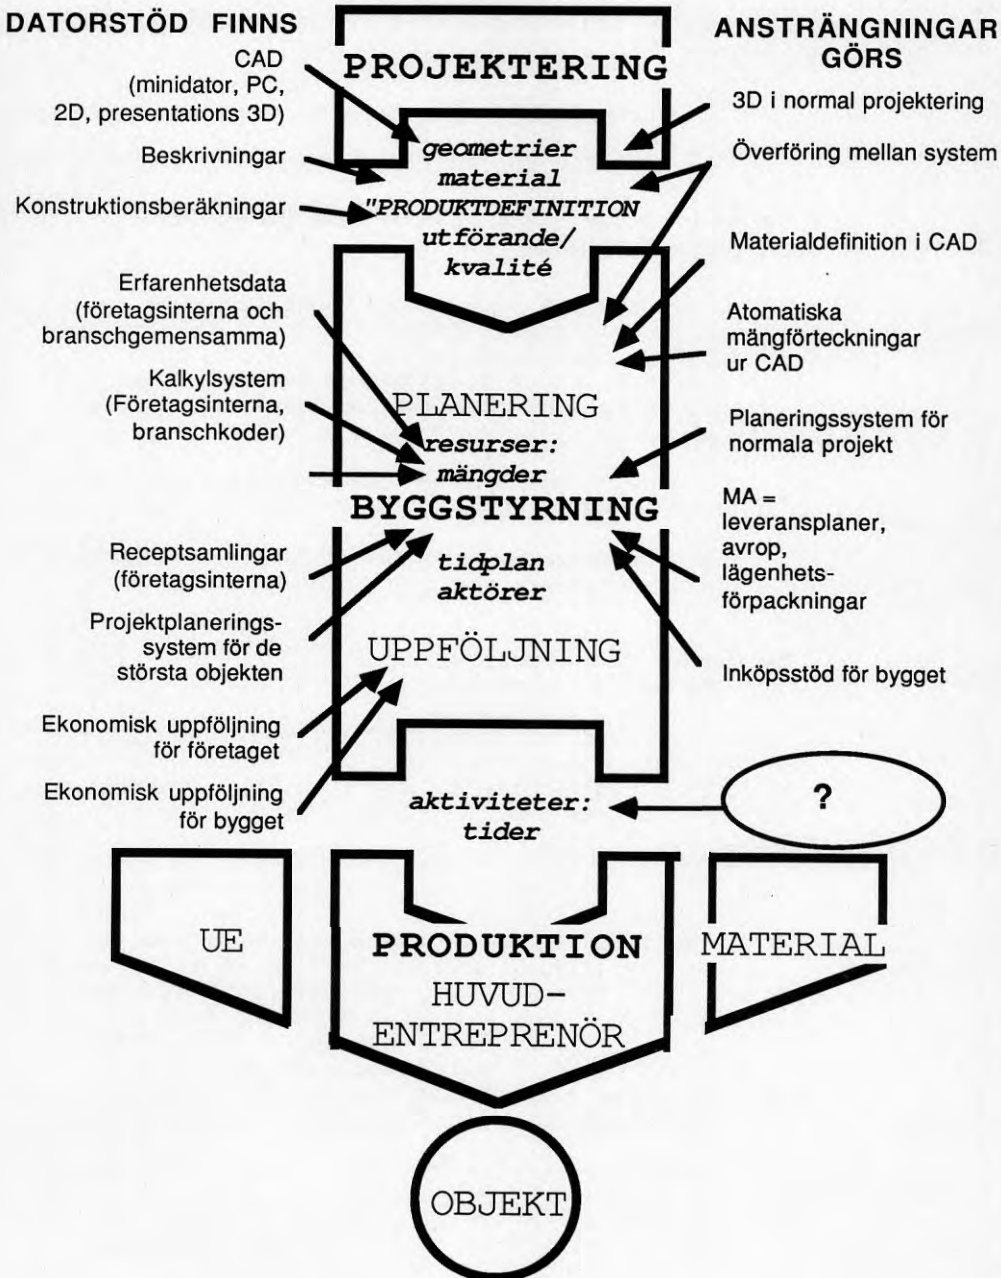 DATORSTÖD FINNS
CAD
(minidator, PC,
2D, presentations 3D)
Beskrivningar
Konstruktionsberäkningar
Erfarenhetsdata
(företagsinterna och
branschgemensamma)
Kalkylsystem
(Företagsinterna,
branschkoder)
Receptsamlingar
(företagsinterna)
Projektplanerings-
system för de
största objekten
Ekonomisk uppföljning
för företaget
Ekonomisk uppföljning
för bygget
PROJEKTERING
geometrier
material
"PRODUKTDEFINITION
utförande/
kvalité
PLANERING
resurser:
mängder
BYGGSTYRNING
tidplan
aktörer
UPPFÖLJNING
aktiviteter:
tider
ANSTRÄNGNINGAR
GÖRS
3D i normal projektering
Överföring mellan system
Materialdefinition i CAD
Atomatiska
mängförteckningar
ur CAD
Planeringssystem för
normala projekt
MA =
leveransplaner,
avrop,
lägenhets-
förpackningar
Inköpsstöd för bygget
?
UE
PRODUKTION
HUVUD-
ENTREPRENÖR
MATERIAL
OBJEKT